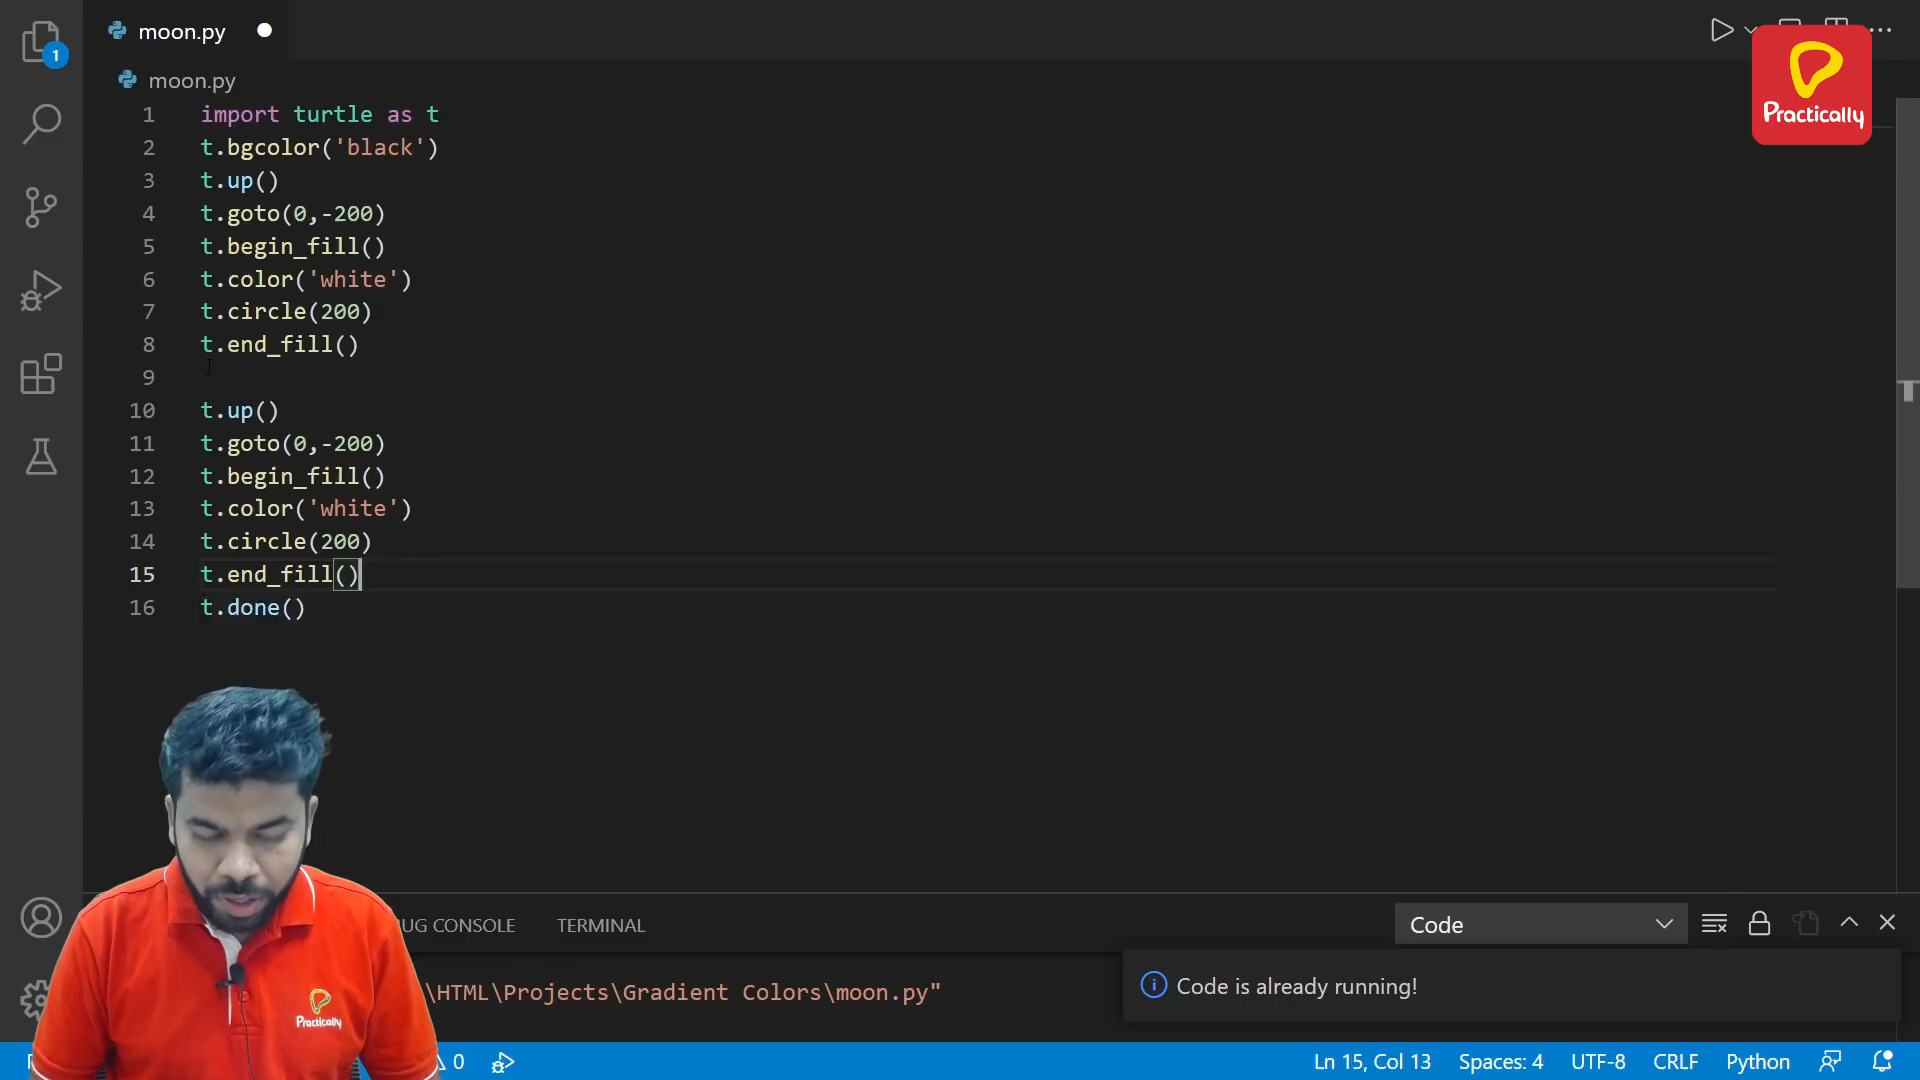 1
moon.py
Practically
moon.py
1 import turtle as t
2 t.bgcolor('black')
3 t.up()
4 t.goto(0,-200)
5 t.begin_fill()
6 t.color('white')
7 t.circle(200)
8 t.end_fill()
9
10 t.up()
11 t.goto(0,-200)
12 t.begin_fill()
13 t.color('white')
14 t.circle(200)
15 t.end_fill()
16 t.done()
UG CONSOLE TERMINAL Code
\HTML\Projects\Gradient Colors\moon.py"
Code is already running!
Practically
0 Ln 15, Col 13 Spaces: 4 UTF-8 CRLF Python